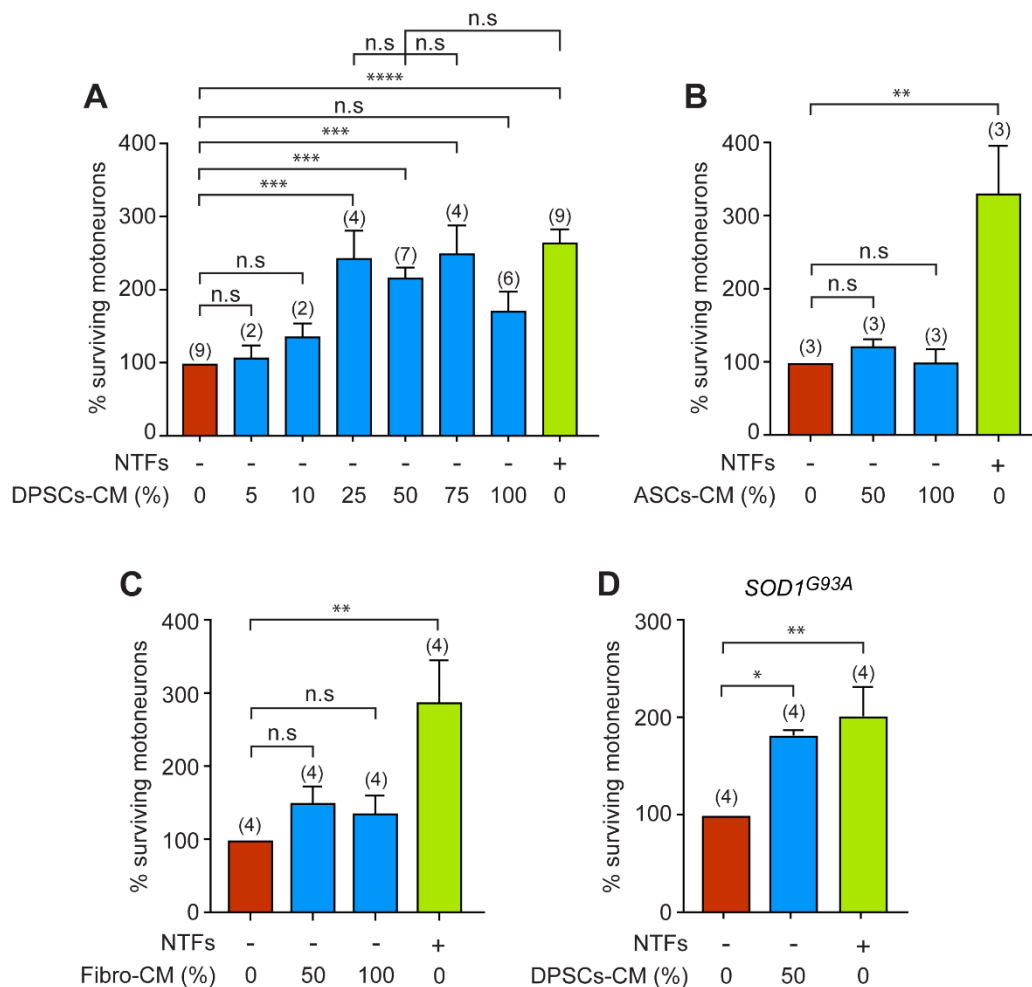 n.s
n.s n.s
A
****
n.s
***
***
***
n.s
n.s
% surviving motoneurons
400
300
200
100
0
(9) (2) (2) (4) (7) (4) (6) (9)
NTFs - - - - - - - +
DPSCs-CM (%) 0 5 10 25 50 75 100 0
B
**
n.s
n.s
% surviving motoneurons
400
300
200
100
0
(3) (3) (3) (3)
NTFs - - - +
ASCs-CM (%) 0 50 100 0
C
**
n.s
n.s
% surviving motoneurons
400
300
200
100
0
(4) (4) (4) (4)
NTFs - - - +
Fibro-CM (%) 0 50 100 0
D
SOD1G93A
**
*
% surviving motoneurons
300
200
100
0
(4) (4) (4)
NTFs - - +
DPSCs-CM (%) 0 50 0